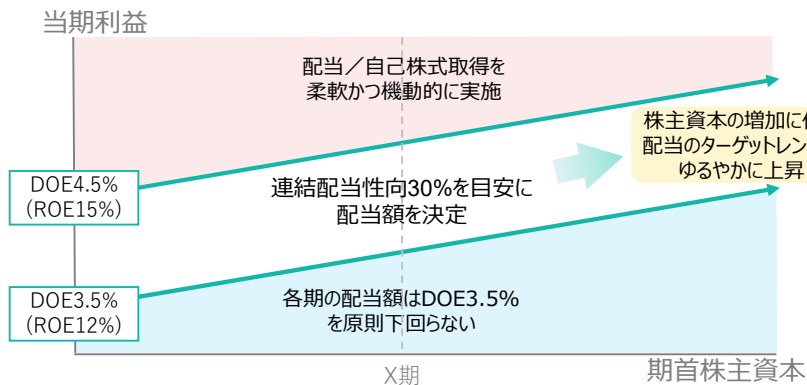 当期利益
配当／自己株式取得を
柔軟かつ機動的に実施
株主資本の増加に
配当のターゲットレン
ゆるやかに上昇
DOE4.5%
(ROE15%)
連結配当性向30%を目安に
配当額を決定
DOE3.5%
(ROE12%)
各期の配当額はDOE3.5%
を原則下回らない
X期
期首株主資本